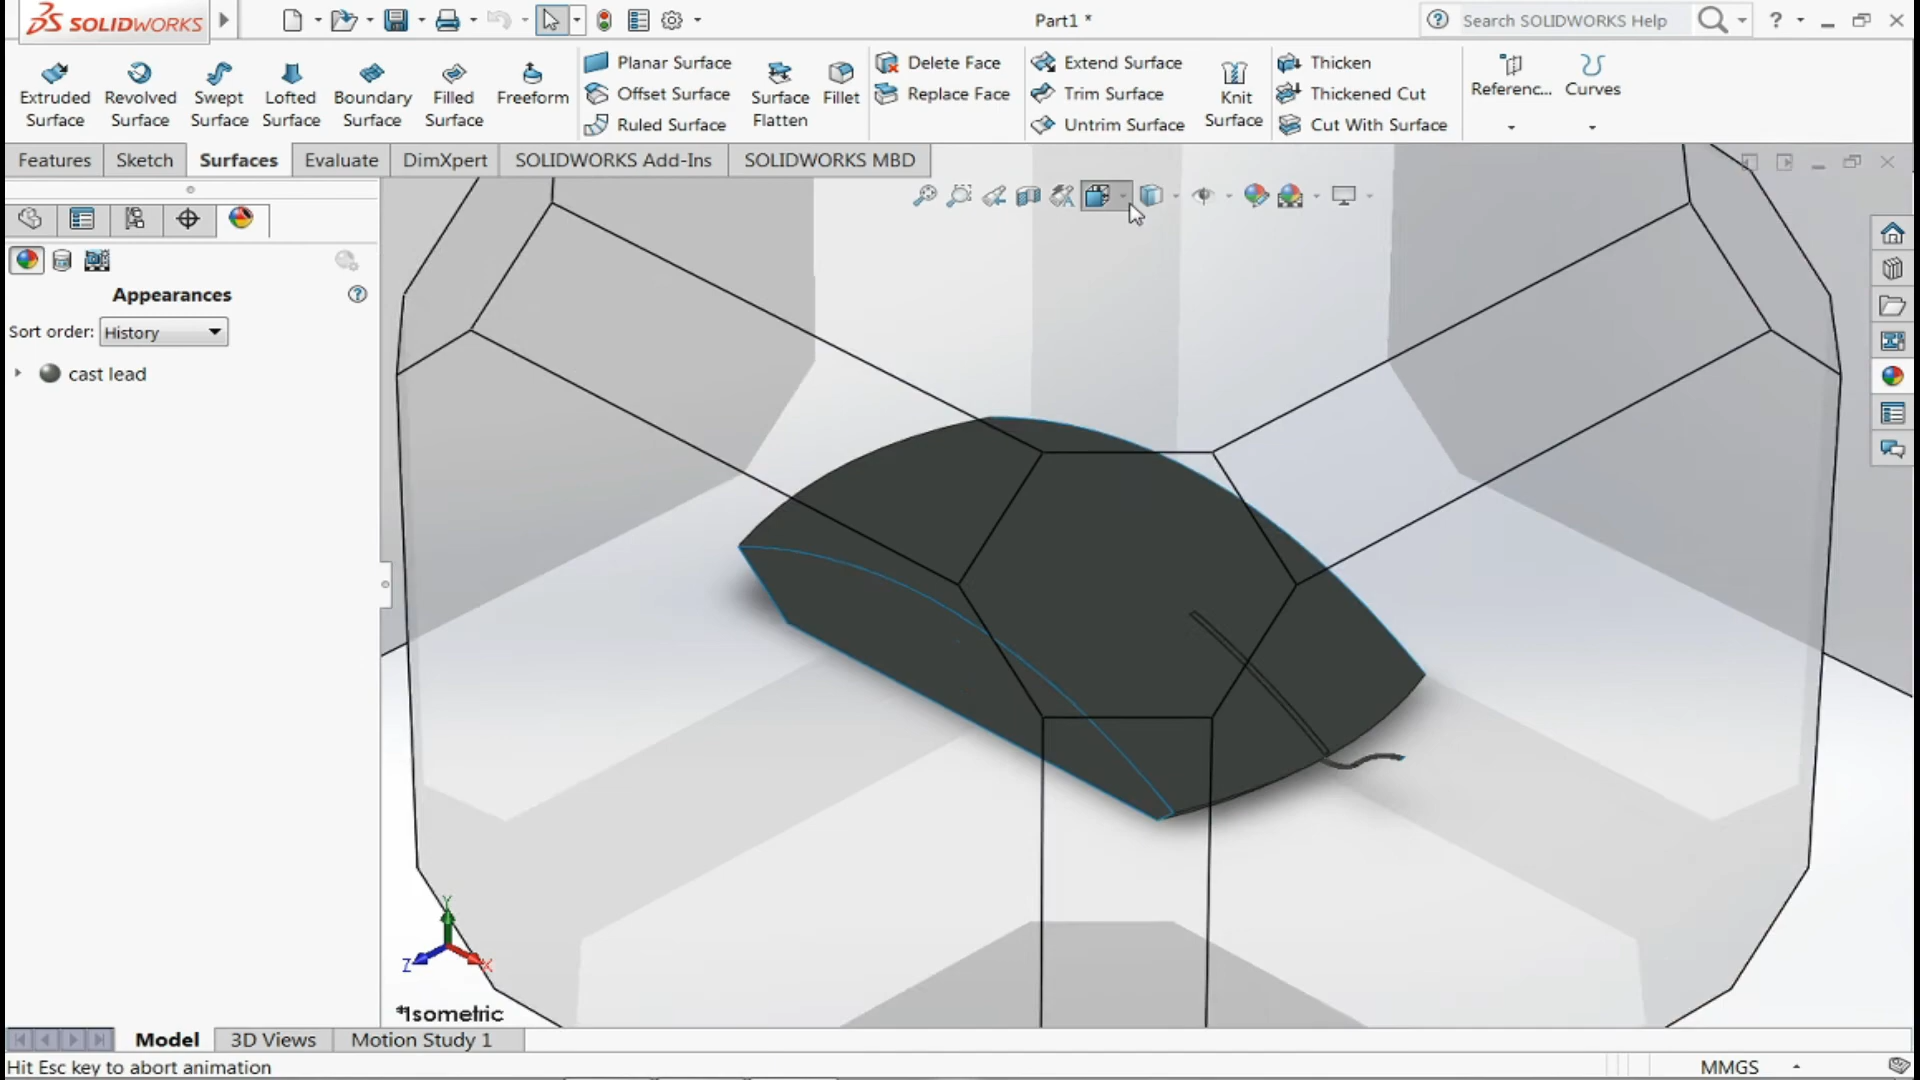 SOLIDWORKS
Part1 *
Search SOLIDWORKS Help
?
?
Extruded
Surface
Revolved
Surface
Swept
Surface
Lofted
Surface
Boundary
Surface
Filled
Surface
Freeform
Planar Surface
Offset Surface
Ruled Surface
Surface
Flatten
Fillet
Delete Face
Replace Face
Extend Surface
Trim Surface
Untrim Surface
Knit
Surface
Thicken
Thickened Cut
Cut With Surface
Referenc...
Curves
Features
Sketch
Surfaces
Evaluate
DimXpert
SOLIDWORKS Add-Ins
SOLIDWORKS MBD
Appearances
?
Sort order:
History
cast lead
Y
Z
X
*Isometric
Model
3D Views
Motion Study 1
Hit Esc key to abort animation
MMGS